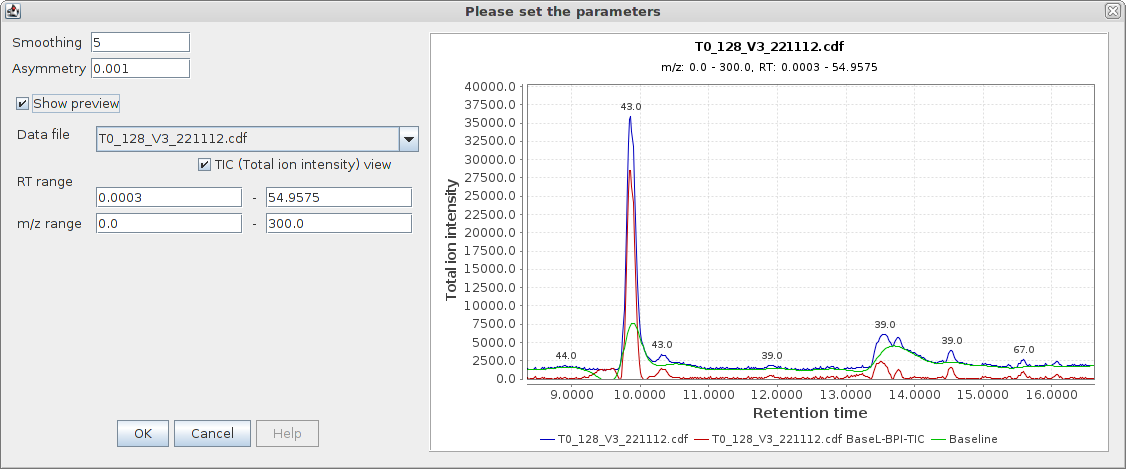 Please set the parameters
Smoothing 5
Asymmetry 0.001
Show preview
Data file T0_128_V3_221112.cdf
TIC (Total ion intensity) view
RT range
0.0003 - 54.9575
m/z range 0.0 - 300.0
OK Cancel Help
T0_128_V3_221112.cdf
m/z: 0.0 - 300.0, RT: 0.0003 - 54.9575
Total ion intensity
40000.0
37500.0
35000.0
32500.0
30000.0
27500.0
25000.0
22500.0
20000.0
17500.0
15000.0
12500.0
10000.0
7500.0
5000.0
2500.0
0.0
44.0
43.0
43.0
39.0
39.0
39.0
67.0
9.0000 10.0000 11.0000 12.0000 13.0000 14.0000 15.0000 16.0000
Retention time
T0_128_V3_221112.cdf T0_128_V3_221112.cdf BaseL-BPI-TIC Baseline